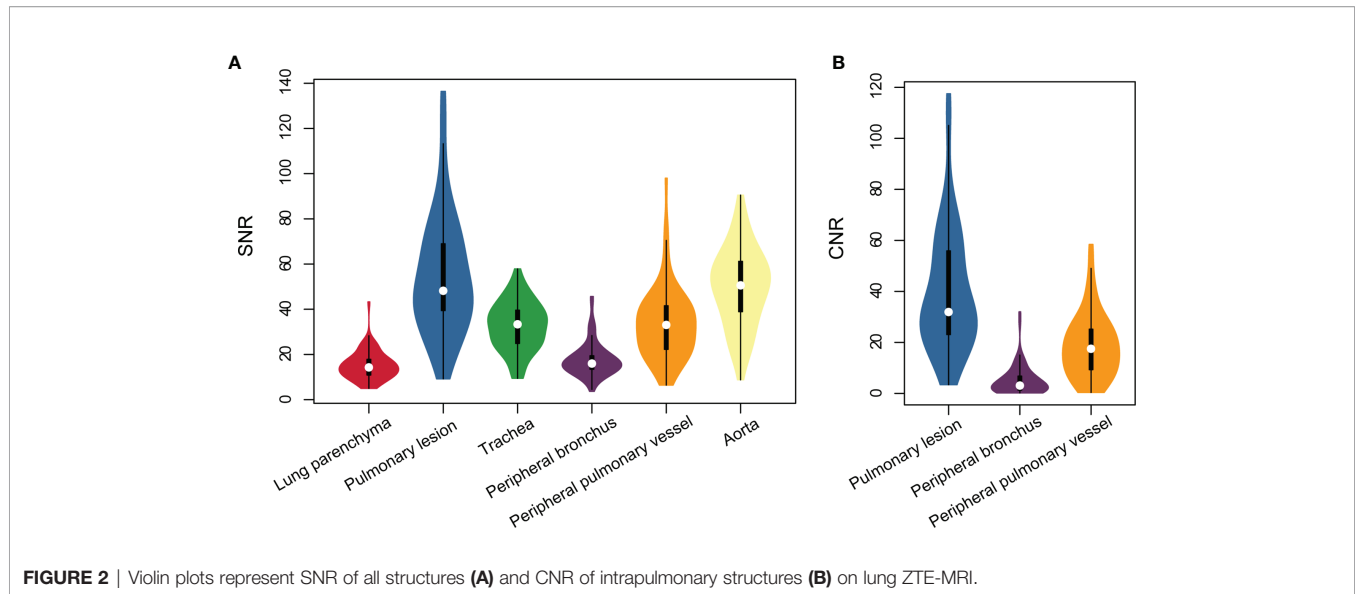 A
B
SNR
0 20 40 60 80 100 120 140
Lung parenchyma
Pulmonary lesion
Trachea
Peripheral bronchus
Peripheral pulmonary vessel
Aorta
CNR
0 20 40 60 80 100 120
Pulmonary lesion
Peripheral bronchus
Peripheral pulmonary vessel
FIGURE 2 | Violin plots represent SNR of all structures (A) and CNR of intrapulmonary structures (B) on lung ZTE-MRI.